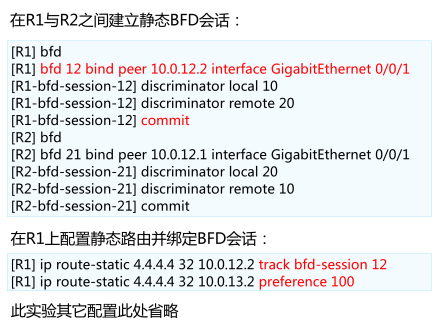 在R1与R2之间建立静态BFD会话：
[R1] bfd
[R1] bfd 12 bind peer 10.0.12.2 interface GigabitEthernet 0/0/1
[R1-bfd-session-12] discriminator local 10
[R1-bfd-session-12] discriminator remote 20
[R1-bfd-session-12] commit
[R2] bfd
[R2] bfd 21 bind peer 10.0.12.1 interface GigabitEthernet 0/0/1
[R2-bfd-session-21] discriminator local 20
[R2-bfd-session-21] discriminator remote 10
[R2-bfd-session-21] commit
在R1上配置静态路由并绑定BFD会话：
[R1] ip route-static 4.4.4.4 32 10.0.12.2 track bfd-session 12
[R1] ip route-static 4.4.4.4 32 10.0.13.2 preference 100
此实验其它配置此处省略